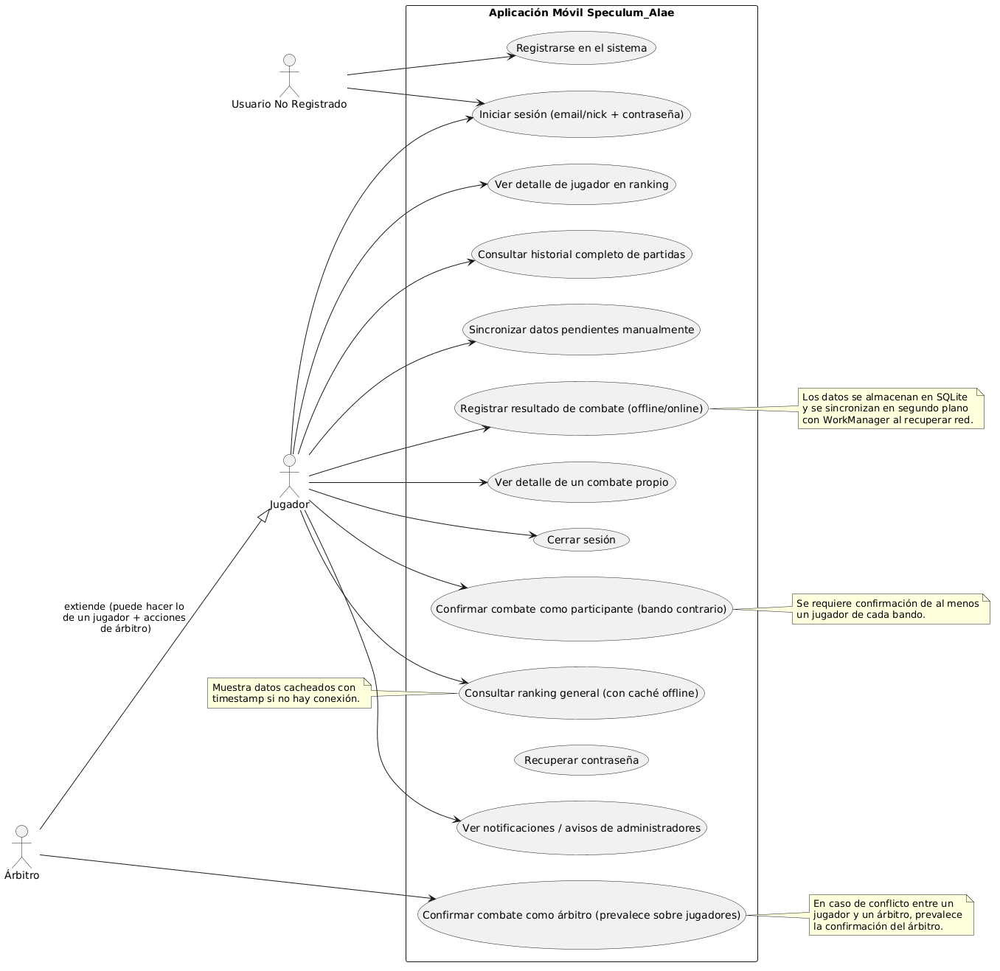 Aplicación Móvil Speculum_Alae
Registrarse en el sistema
Usuario No Registrado
Iniciar sesión (email/nick + contraseña)
Ver detalle de jugador en ranking
Consultar historial completo de partidas
Sincronizar datos pendientes manualmente
Registrar resultado de combate (offline/online)
Los datos se almacenan en SQLite
y se sincronizan en segundo plano
con WorkManager al recuperar red.
Ver detalle de un combate propio
Jugador
Cerrar sesión
Confirmar combate como participante (bando contrario)
Se requiere confirmación de al menos
un jugador de cada bando.
extiende (puede hacer lo
de un jugador + acciones
de árbitro)
Muestra datos cacheados con
timestamp si no hay conexión.
Consultar ranking general (con caché offline)
Recuperar contraseña
Ver notificaciones / avisos de administradores
Árbitro
Confirmar combate como árbitro (prevalece sobre jugadores)
En caso de conflicto entre un
jugador y un árbitro, prevalece
la confirmación del árbitro.